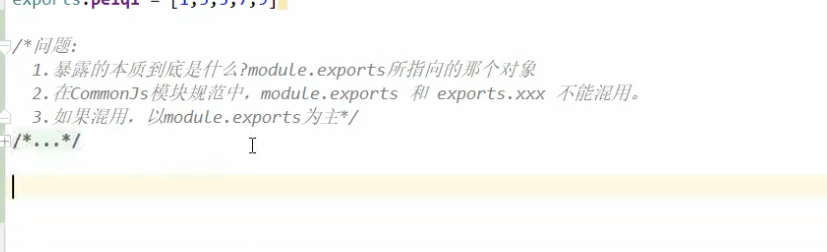 exports.peiqi = [1,3,5,7,9]
/*问题:
1.暴露的本质到底是什么?module.exports所指向的那个对象
2.在CommonJs模块规范中，module.exports 和 exports.xxx 不能混用。
3.如果混用，以module.exports为主*/
/*...*/